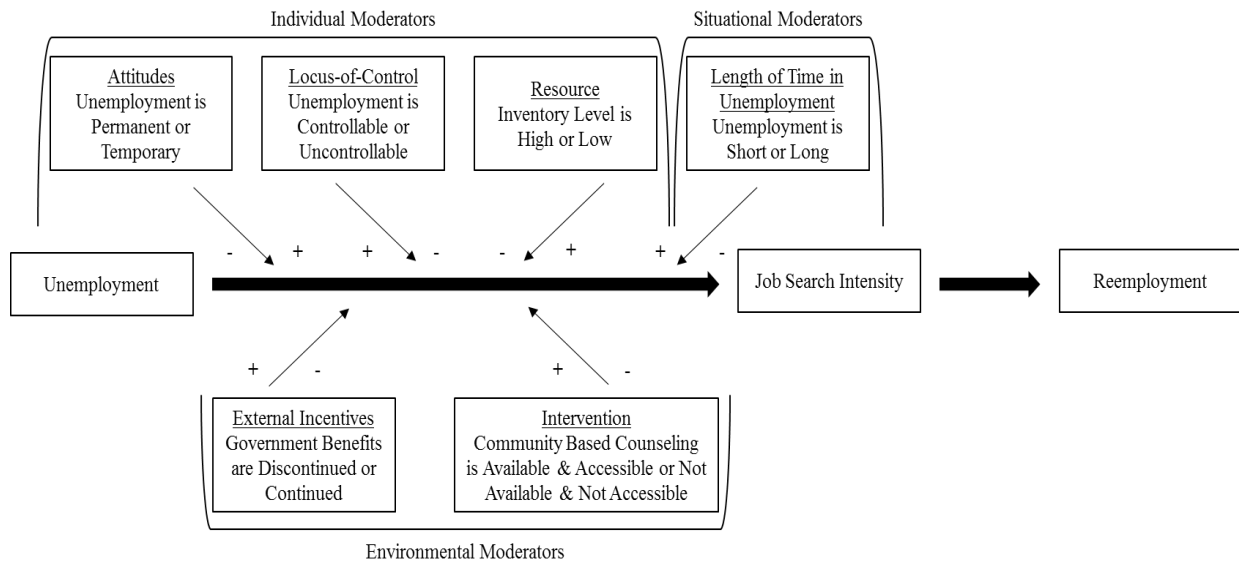 Individual Moderators
Situational Moderators
Attitudes
Unemployment is
Permanent or
Temporary
Locus-of-Control
Unemployment is
Controllable or
Uncontrollable
Resource
Inventory Level is
High or Low
Length of Time in
Unemployment
Unemployment is
Short or Long
- + + - - + + -
Unemployment
Job Search Intensity
Reemployment
+ - + -
External Incentives
Government Benefits
are Discontinued or
Continued
Intervention
Community Based Counseling
is Available & Accessible or Not
Available & Not Accessible
Environmental Moderators